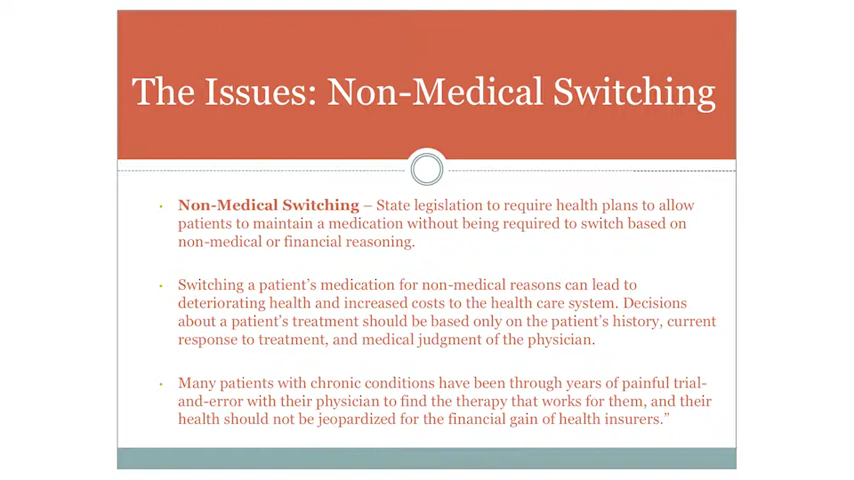 The Issues: Non-Medical Switching
• Non-Medical Switching – State legislation to require health plans to allow
patients to maintain a medication without being required to switch based on
non-medical or financial reasoning.
• Switching a patient’s medication for non-medical reasons can lead to
deteriorating health and increased costs to the health care system. Decisions
about a patient’s treatment should be based only on the patient’s history, current
response to treatment, and medical judgment of the physician.
• Many patients with chronic conditions have been through years of painful trial-
and-error with their physician to find the therapy that works for them, and their
health should not be jeopardized for the financial gain of health insurers.”